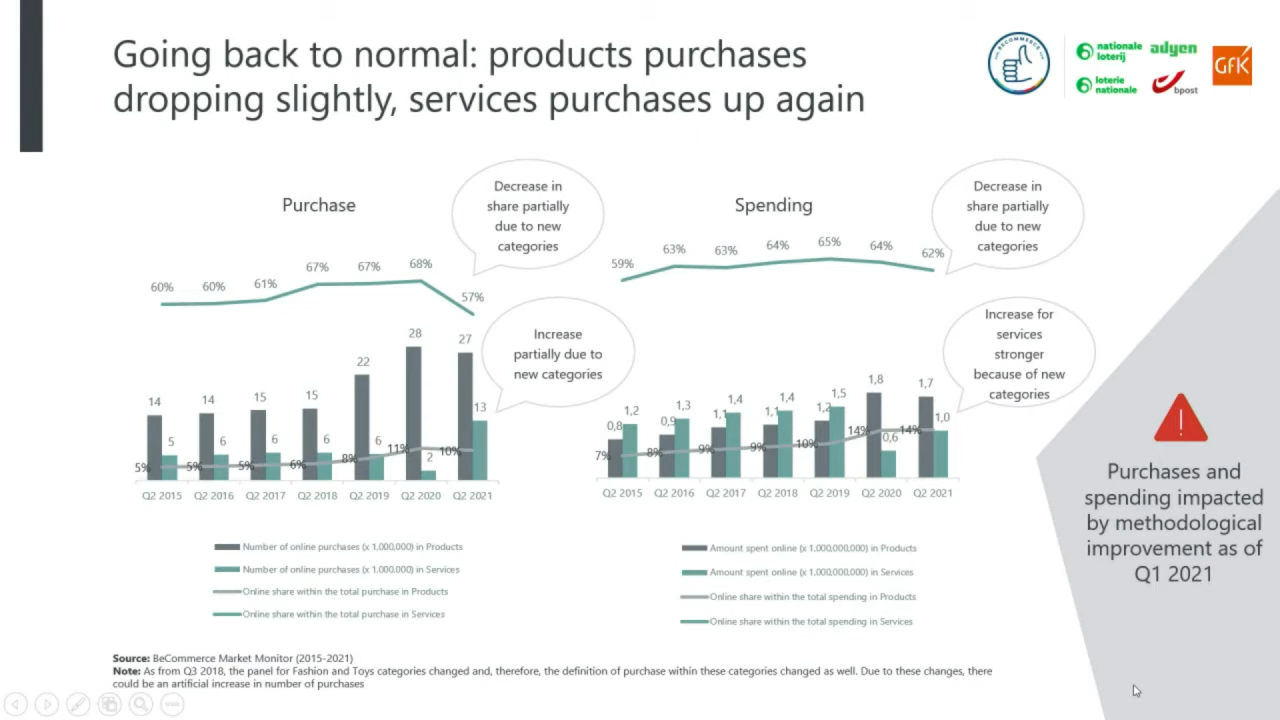 Going back to normal: products purchases
dropping slightly, services purchases up again
BECOMMERCE
nationale
loterij
adyen
loterie
nationale
bpost
GfK
Purchase
Decrease in
share partially
due to new
categories
60% 60% 61% 67% 67% 68% 57%
Increase
partially due to
new categories
14 14 15 15 22 28 27
5 6 6 6 6 2 13
5% 5% 5% 6% 8% 11% 10%
Q2 2015 Q2 2016 Q2 2017 Q2 2018 Q2 2019 Q2 2020 Q2 2021
Number of online purchases (x 1,000,000) in Products
Number of online purchases (x 1,000,000) in Services
Online share within the total purchase in Products
Online share within the total purchase in Services
Spending
Decrease in
share partially
due to new
categories
59% 63% 63% 64% 65% 64% 62%
Increase for
services
stronger
because of new
categories
0,8 0,9 1,1 1,1 1,2 1,8 1,7
1,2 1,3 1,4 1,4 1,5 0,6 1,0
7% 8% 9% 9% 10% 14% 14%
Q2 2015 Q2 2016 Q2 2017 Q2 2018 Q2 2019 Q2 2020 Q2 2021
Amount spent online (x 1,000,000,000) in Products
Amount spent online (x 1,000,000,000) in Services
Online share within the total spending in Products
Online share within the total spending in Services
Purchases and
spending impacted
by methodological
improvement as of
Q1 2021
Source: BeCommerce Market Monitor (2015-2021)
Note: As from Q3 2018, the panel for Fashion and Toys categories changed and, therefore, the definition of purchase within these categories changed as well. Due to these changes, there
could be an artificial increase in number of purchases